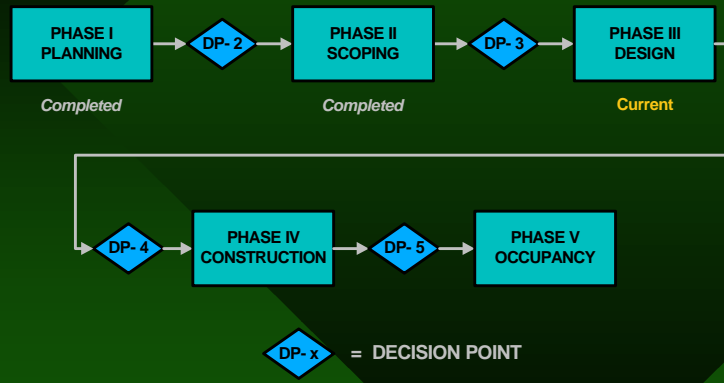 PHASE I
PLANNING
DP- 2
PHASE II
SCOPING
DP- 3
PHASE III
DESIGN
Completed
Completed
Current
DP- 4
PHASE IV
CONSTRUCTION
DP- 5
PHASE V
OCCUPANCY
DP- x
= DECISION POINT